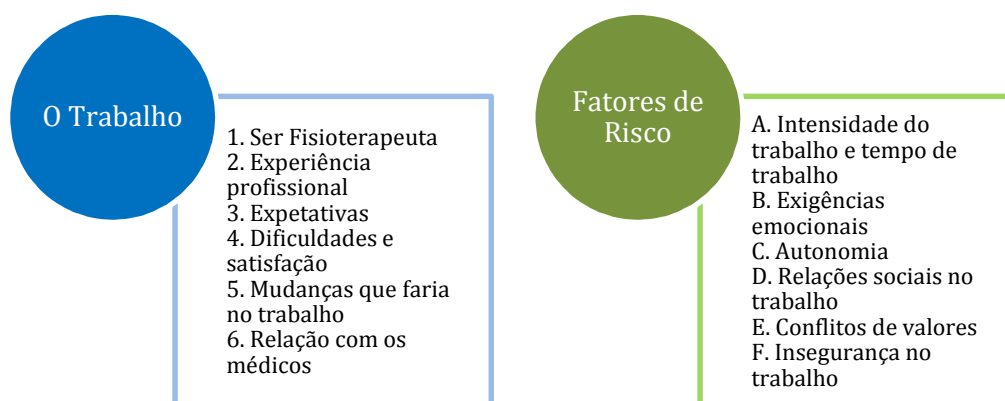 O Trabalho
1. Ser Fisioterapeuta
2. Experiência
profissional
3. Expetativas
4. Dificuldades e
satisfação
5. Mudanças que faria
no trabalho
6. Relação com os
médicos
Fatores de
Risco
A. Intensidade do
trabalho e tempo de
trabalho
B. Exigências
emocionais
C. Autonomia
D. Relações sociais no
trabalho
E. Conflitos de valores
F. Insegurança no
trabalho